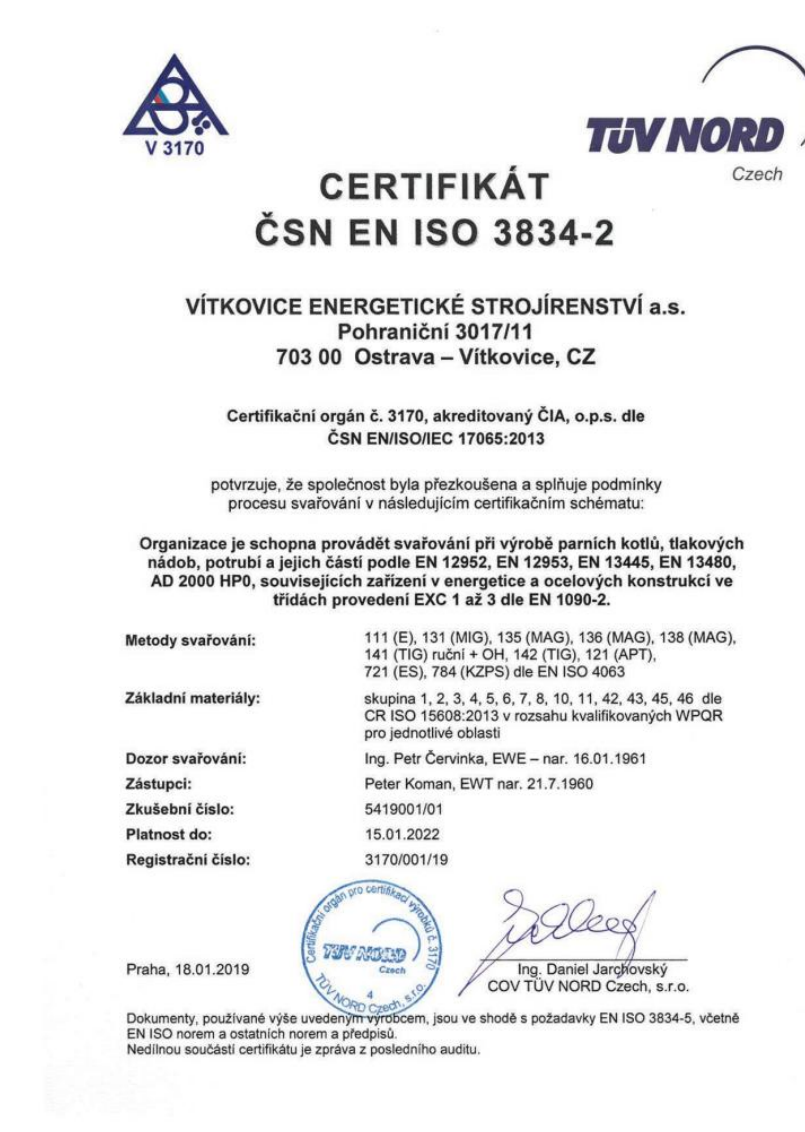 V 3170
TÜV NORD
Czech
CERTIFIKÁT
ČSN EN ISO 3834-2
VÍTKOVICE ENERGETICKÉ STROJÍRENSTVÍ a.s.
Pohraniční 3017/11
703 00 Ostrava – Vítkovice, CZ
Certifikační orgán č. 3170, akreditovaný ČIA, o.p.s. dle
ČSN EN/ISO/IEC 17065:2013
potvrzuje, že společnost byla přezkoušena a splňuje podmínky
procesu svařování v následujícím certifikačním schématu:
Organizace je schopna provádět svařování při výrobě parních kotlů, tlakových
nádob, potrubí a jejich částí podle EN 12952, EN 12953, EN 13445, EN 13480,
AD 2000 HP0, souvisejících zařízení v energetice a ocelových konstrukcí ve
třídách provedení EXC 1 až 3 dle EN 1090-2.
Metody svařování: 111 (E), 131 (MIG), 135 (MAG), 136 (MAG), 138 (MAG),
141 (TIG) ruční + OH, 142 (TIG), 121 (APT),
721 (ES), 784 (KZPS) dle EN ISO 4063
Základní materiály: skupina 1, 2, 3, 4, 5, 6, 7, 8, 10, 11, 42, 43, 45, 46 dle
CR ISO 15608:2013 v rozsahu kvalifikovaných WPQR
pro jednotlivé oblasti
Dozor svařování: Ing. Petr Červinka, EWE – nar. 16.01.1961
Zástupci: Peter Koman, EWT nar. 21.7.1960
Zkušební číslo: 5419001/01
Platnost do: 15.01.2022
Registrační číslo: 3170/001/19
Certifikační orgán pro certifikaci výrobků č. 3170
TÜV NORD
Czech
4
TÜV NORD Czech, s.r.o.
Praha, 18.01.2019
Ing. Daniel Jarchovský
COV TÜV NORD Czech, s.r.o.
Dokumenty, používané výše uvedeným výrobcem, jsou ve shodě s požadavky EN ISO 3834-5, včetně
EN ISO norem a ostatních norem a předpisů.
Nedílnou součástí certifikátu je zpráva z posledního auditu.